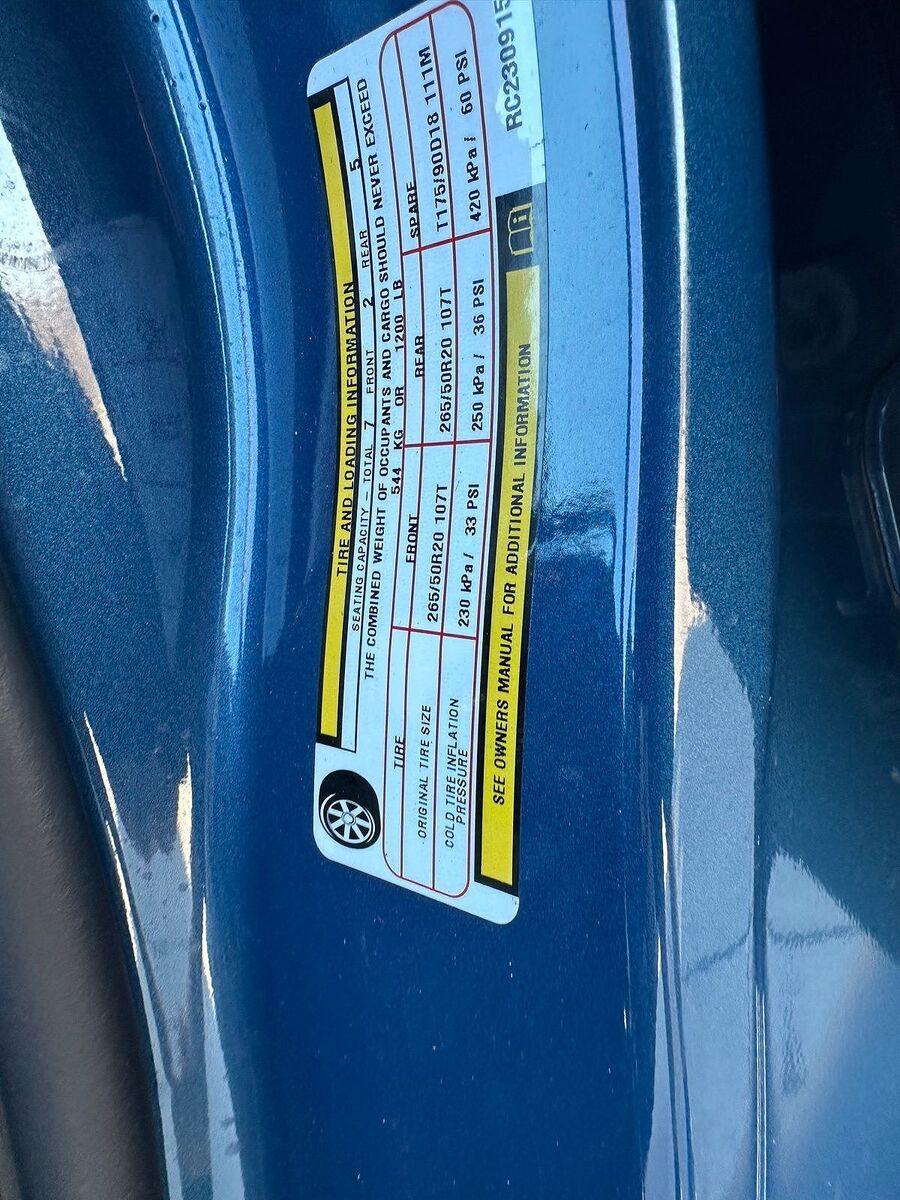 TIRE AND LOADING INFORMATION
SEATING CAPACITY – TOTAL 7 FRONT 2 REAR 5
THE COMBINED WEIGHT OF OCCUPANTS AND CARGO SHOULD NEVER EXCEED
544 KG OR 1200 LB
TIRE FRONT REAR SPARE
ORIGINAL TIRE SIZE 265/50R20 107T 265/50R20 107T T175/90D18 111M
COLD TIRE INFLATION PRESSURE 230 kPa / 33 PSI 250 kPa / 36 PSI 420 kPa / 60 PSI
SEE OWNERS MANUAL FOR ADDITIONAL INFORMATION
RC230915